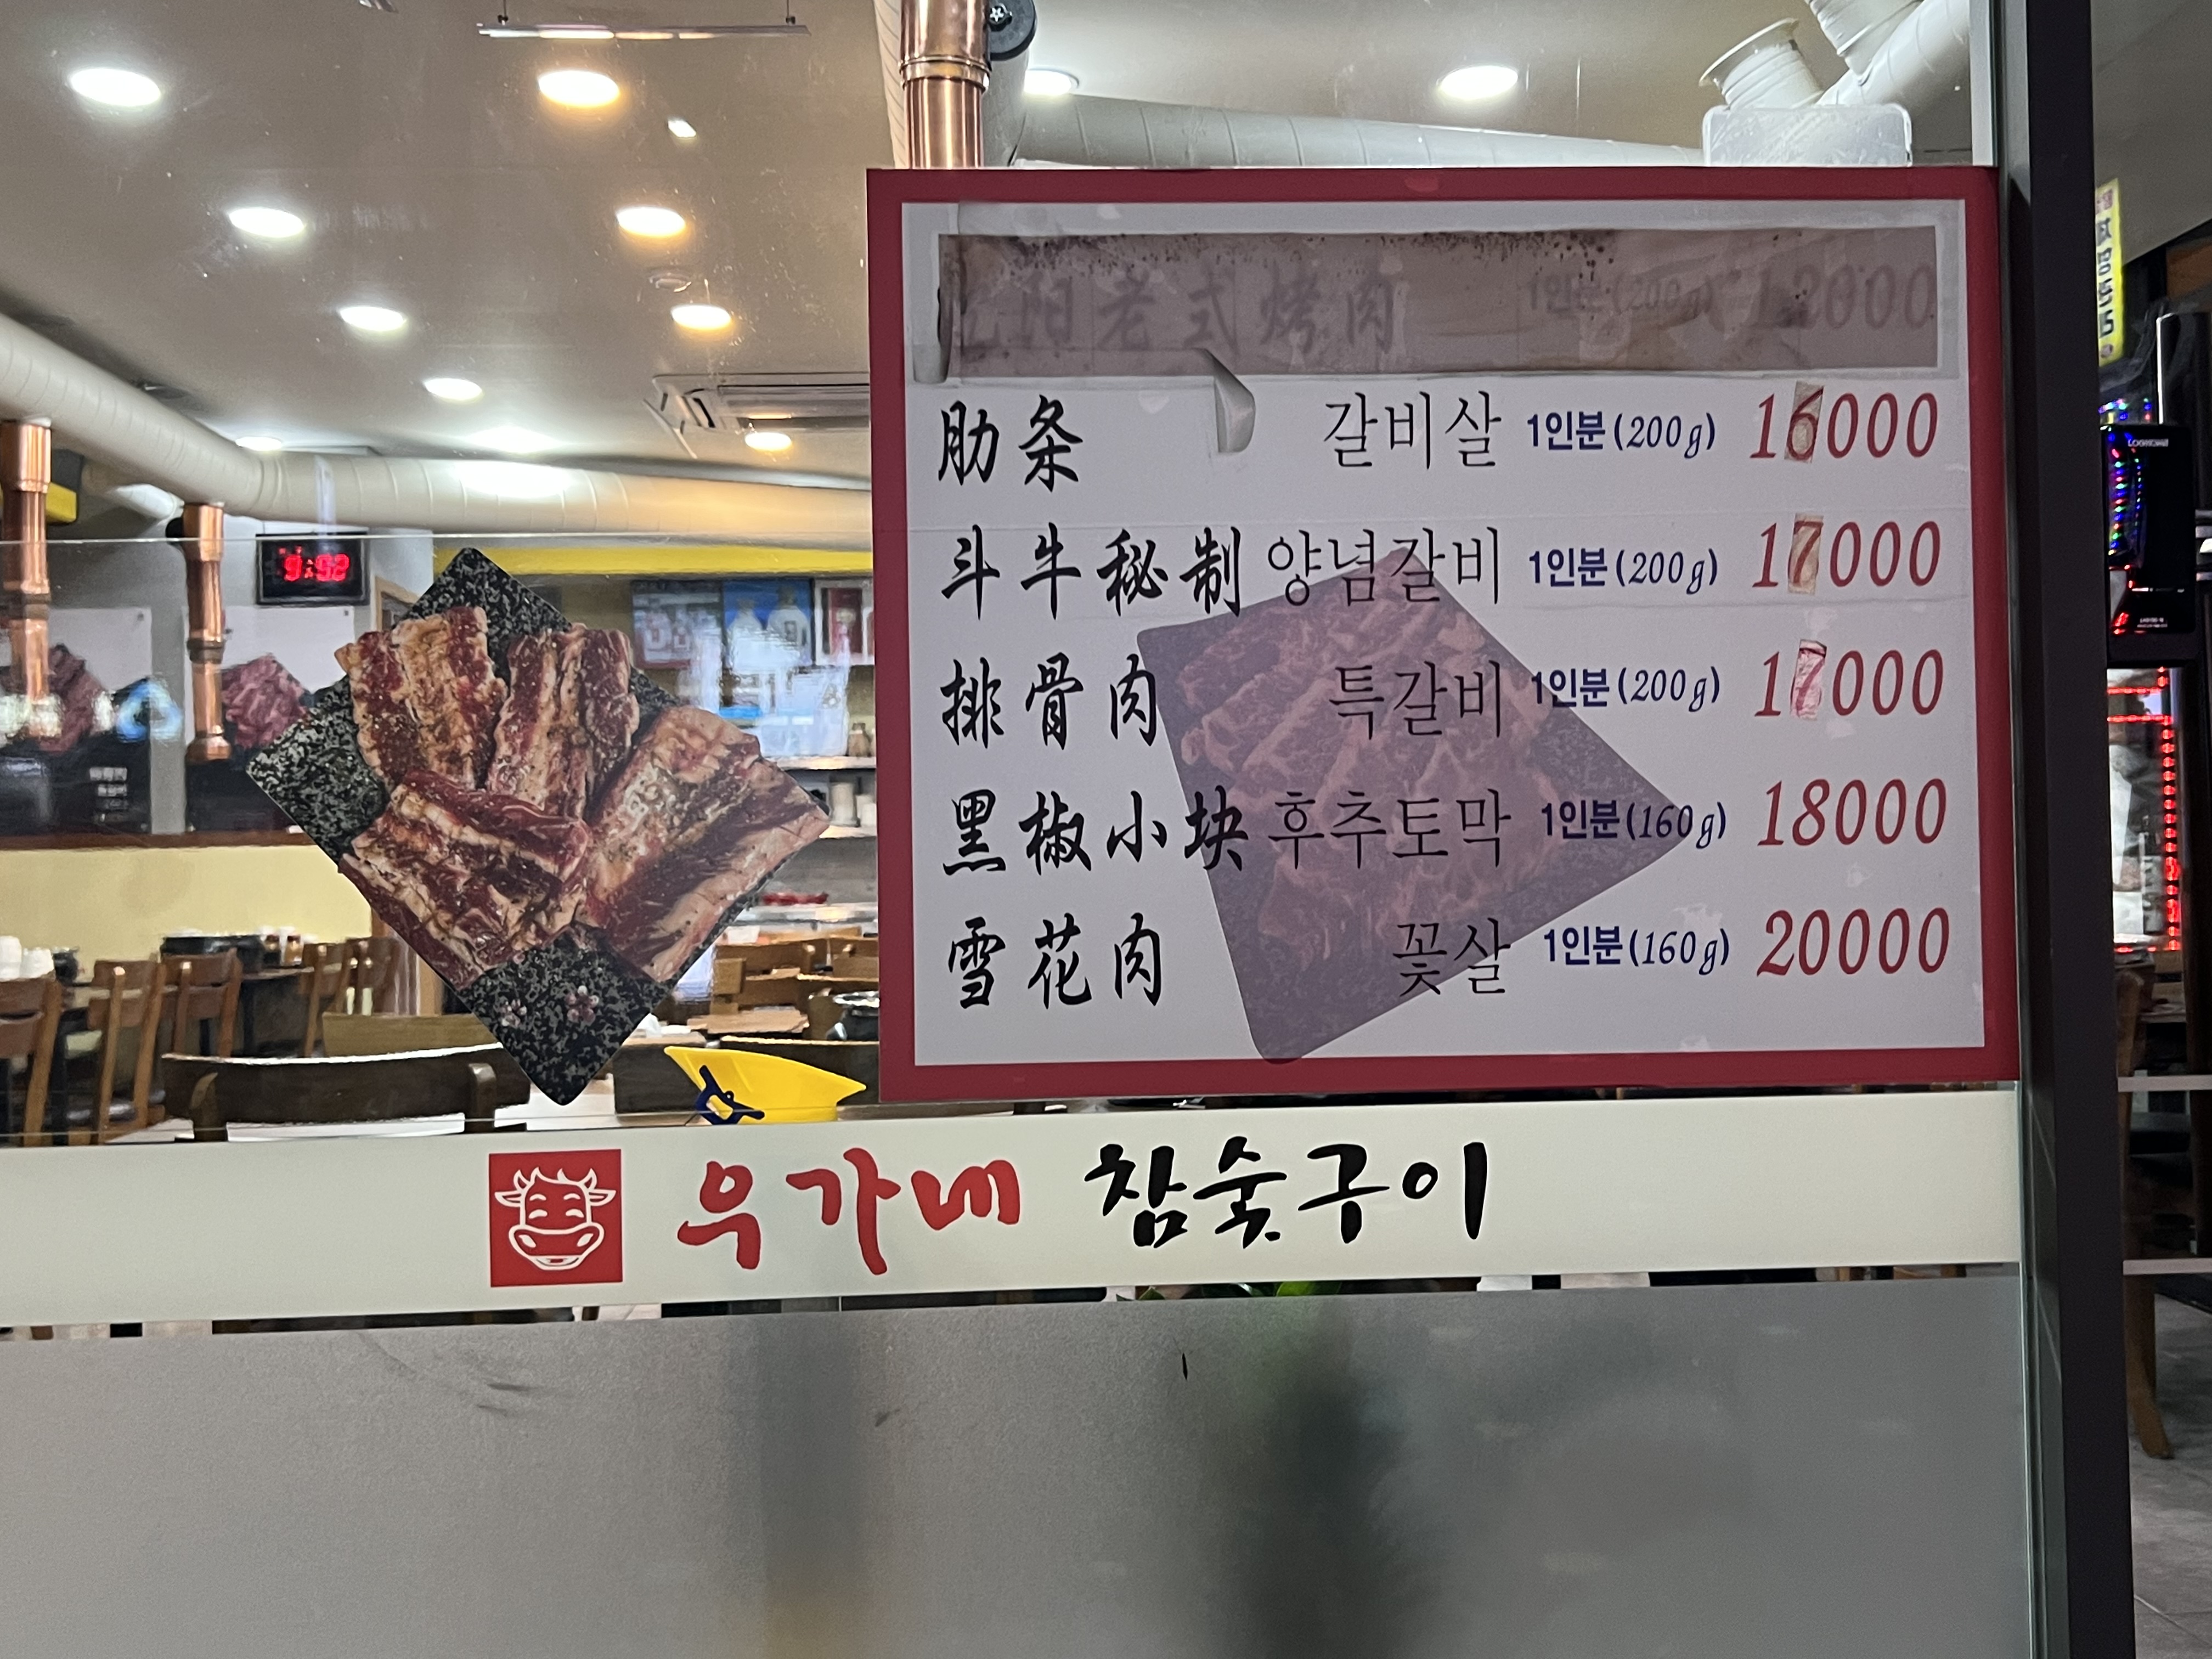 阳老式烤肉 1인분(200g) 12000
肋条 갈비살 1인분(200g) 16000
斗牛秘制 양념갈비 1인분(200g) 17000
排骨肉 특갈비 1인분(200g) 17000
黑椒小块 후추토막 1인분(160g) 18000
雪花肉 꽃살 1인분(160g) 20000
우가네 참숯구이
9:52